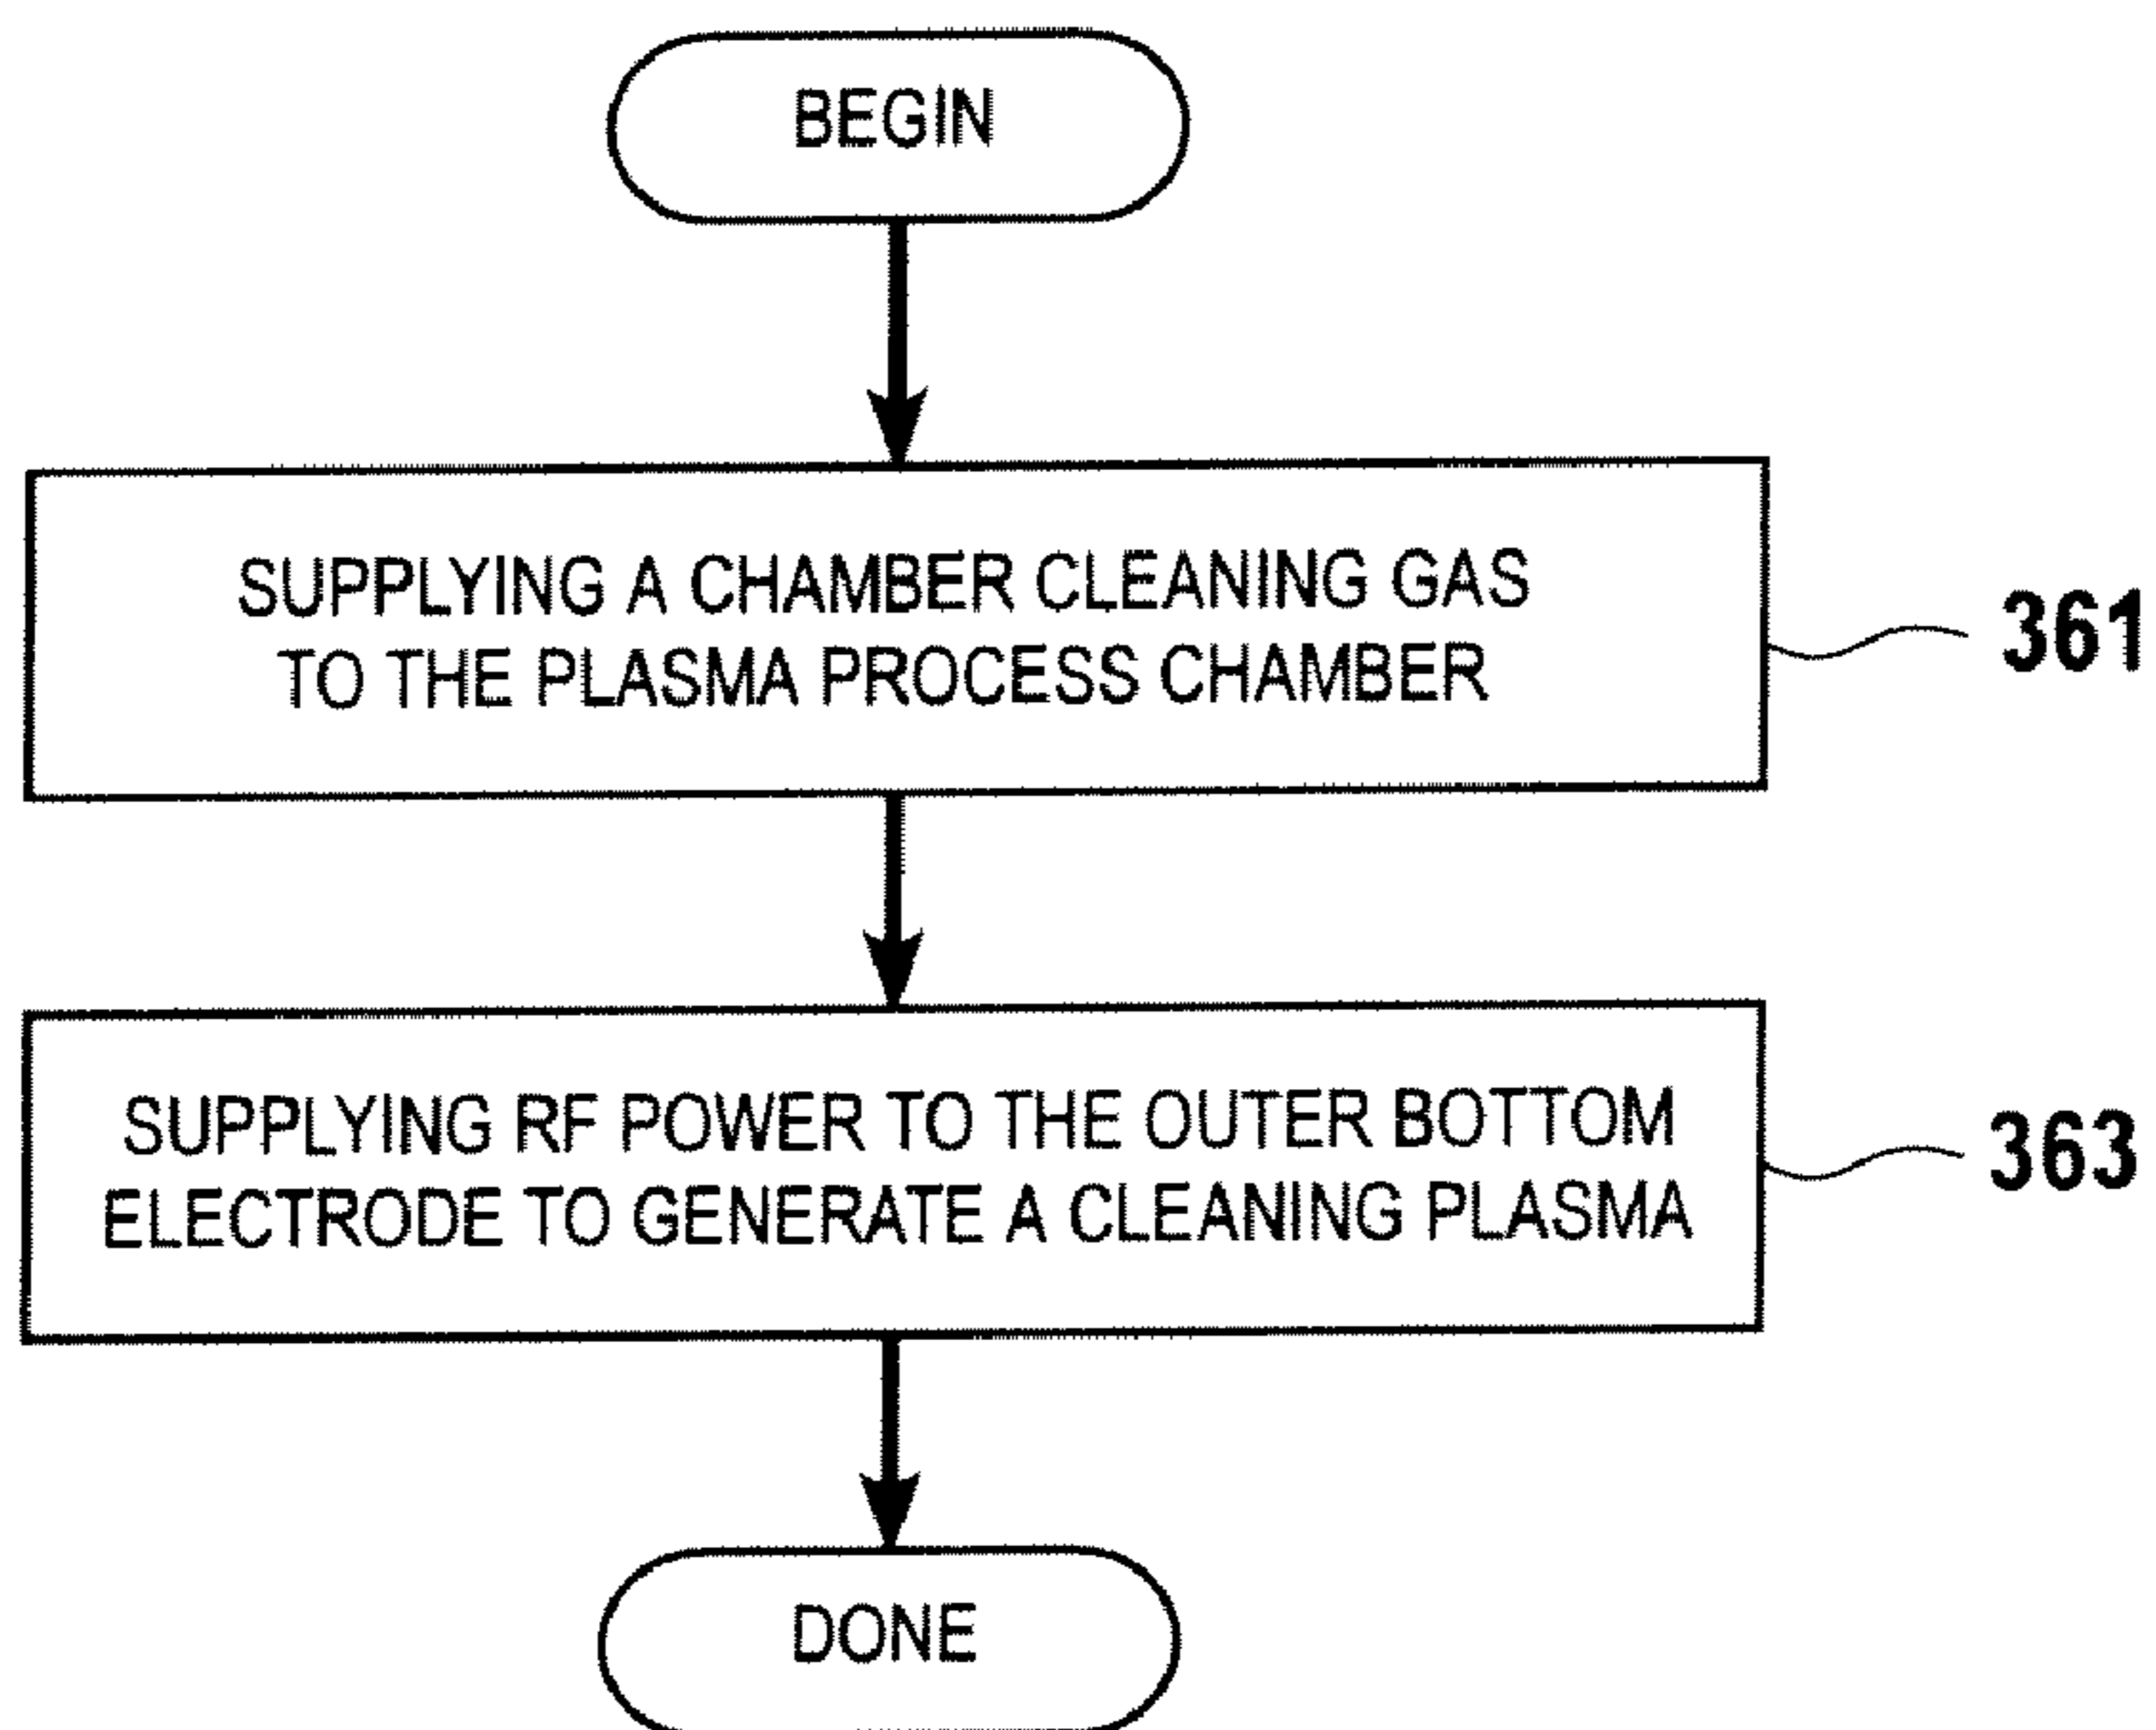 BEGIN
SUPPLYING A CHAMBER CLEANING GAS
TO THE PLASMA PROCESS CHAMBER
361
SUPPLYING RF POWER TO THE OUTER BOTTOM
ELECTRODE TO GENERATE A CLEANING PLASMA
363
DONE